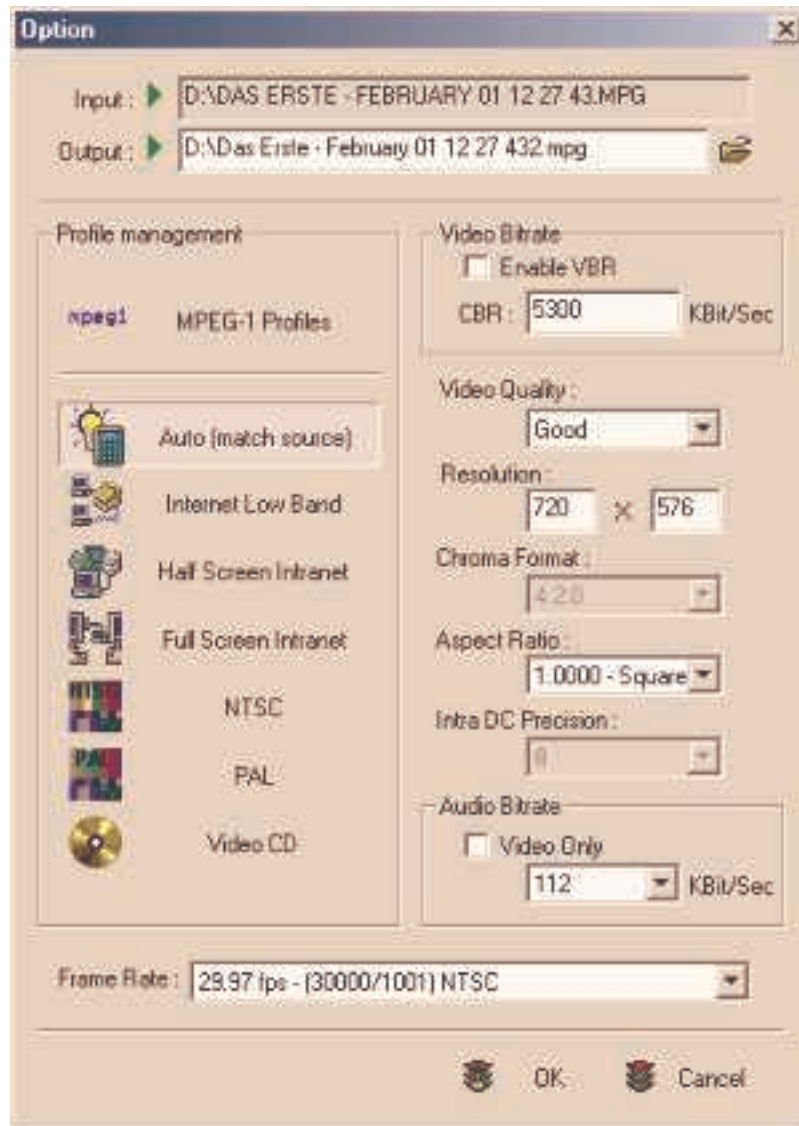 Option
Input :
D:\DAS ERSTE - FEBRUARY 01 12 27 43.MPG
Output :
D:\Das Erste - February 01 12 27 432.mpg
Profile management
mpeg1
MPEG-1 Profiles
Auto (match source)
Internet Low Band
Half Screen Intranet
Full Screen Intranet
NTSC
NTSC
PAL
PAL
Video CD
Video Bitrate
Enable VBR
CBR :
5300
KBit/Sec
Video Quality :
Good
Resolution :
720 x 576
Chroma Format :
4:2:0
Aspect Ratio :
1.0000 - Square
Intra DC Precision :
Audio Bitrate
Video Only
112
KBit/Sec
Frame Rate :
29.97 fps - (30000/1001) NTSC
OK
Cancel